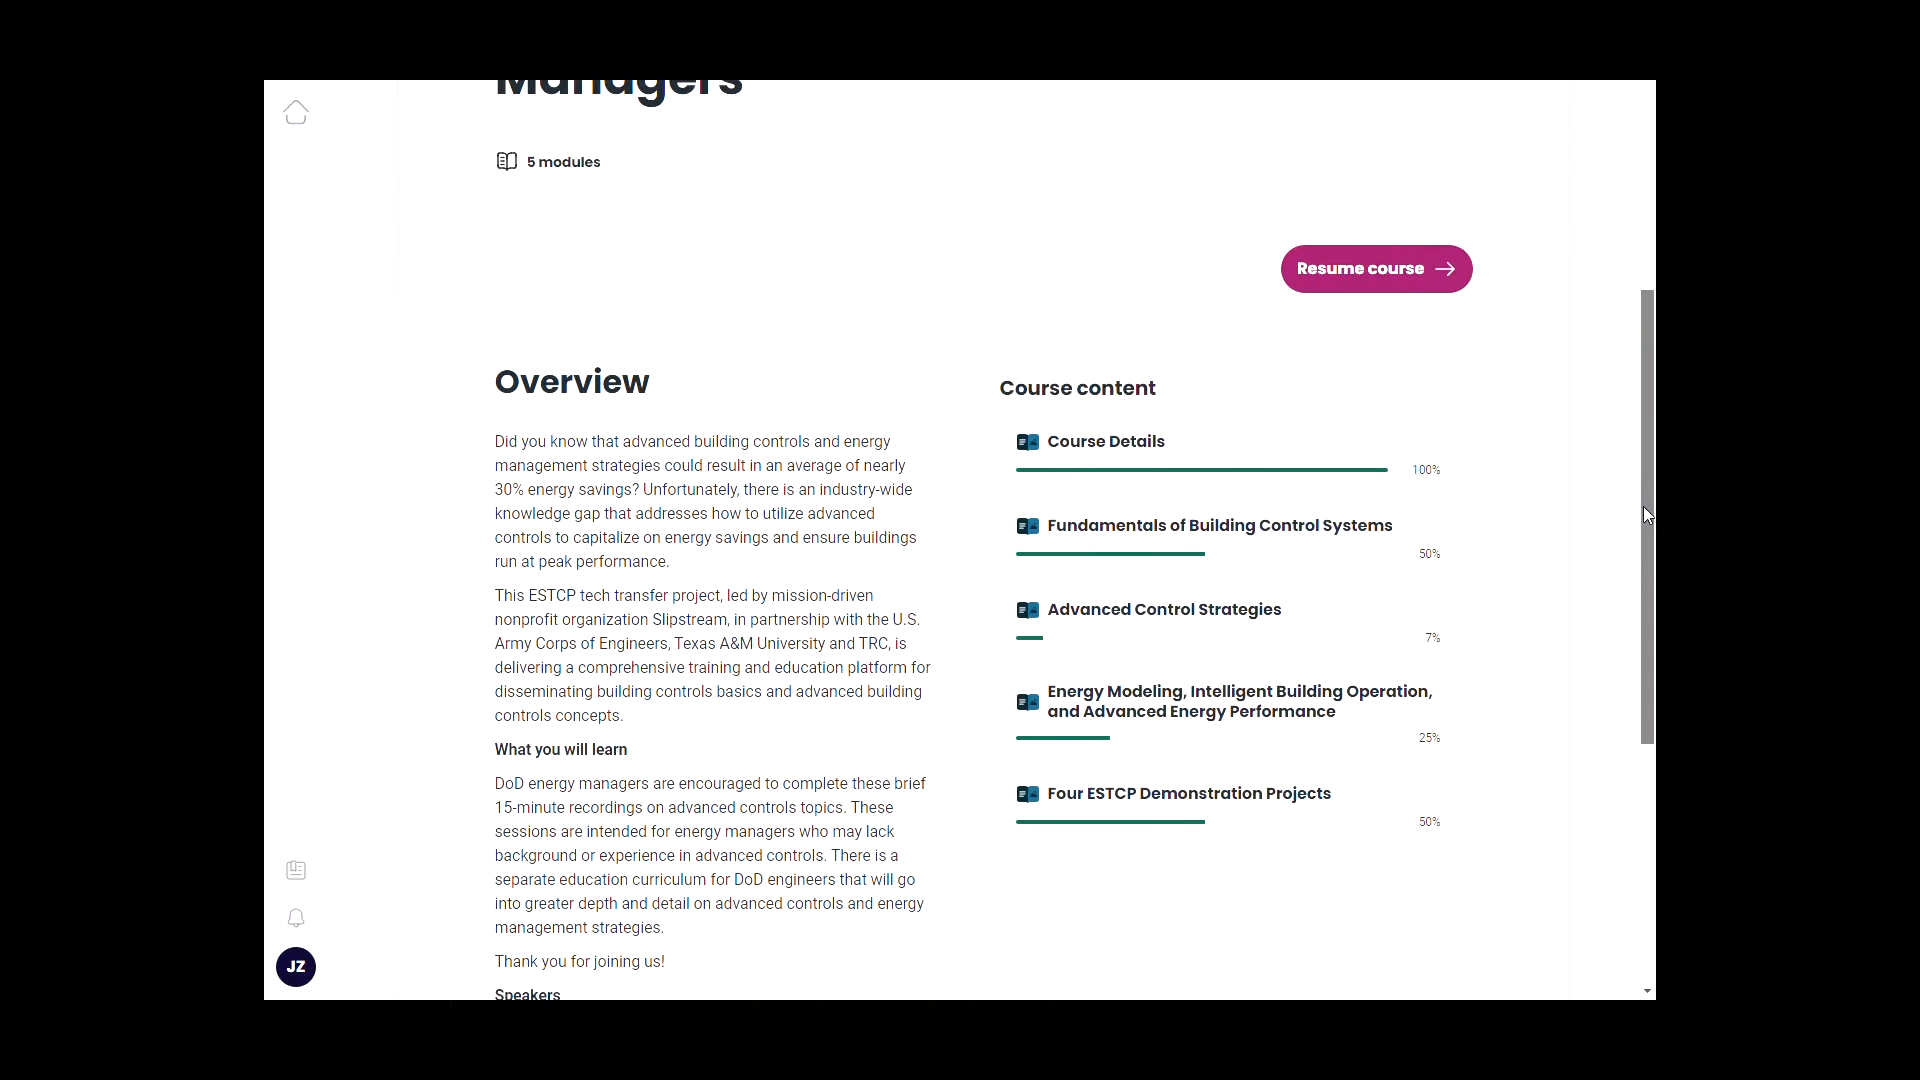 Managers
5 modules
Resume course
Overview
Did you know that advanced building controls and energy
management strategies could result in an average of nearly
30% energy savings? Unfortunately, there is an industry-wide
knowledge gap that addresses how to utilize advanced
controls to capitalize on energy savings and ensure buildings
run at peak performance.
This ESTCP tech transfer project, led by mission-driven
nonprofit organization Slipstream, in partnership with the U.S.
Army Corps of Engineers, Texas A&M University and TRC, is
delivering a comprehensive training and education platform for
disseminating building controls basics and advanced building
controls concepts.
What you will learn
DoD energy managers are encouraged to complete these brief
15-minute recordings on advanced controls topics. These
sessions are intended for energy managers who may lack
background or experience in advanced controls. There is a
separate education curriculum for DoD engineers that will go
into greater depth and detail on advanced controls and energy
management strategies.
Thank you for joining us!
Speakers
Course content
Course Details
100%
Fundamentals of Building Control Systems
50%
Advanced Control Strategies
7%
Energy Modeling, Intelligent Building Operation,
and Advanced Energy Performance
25%
Four ESTCP Demonstration Projects
50%
JZ